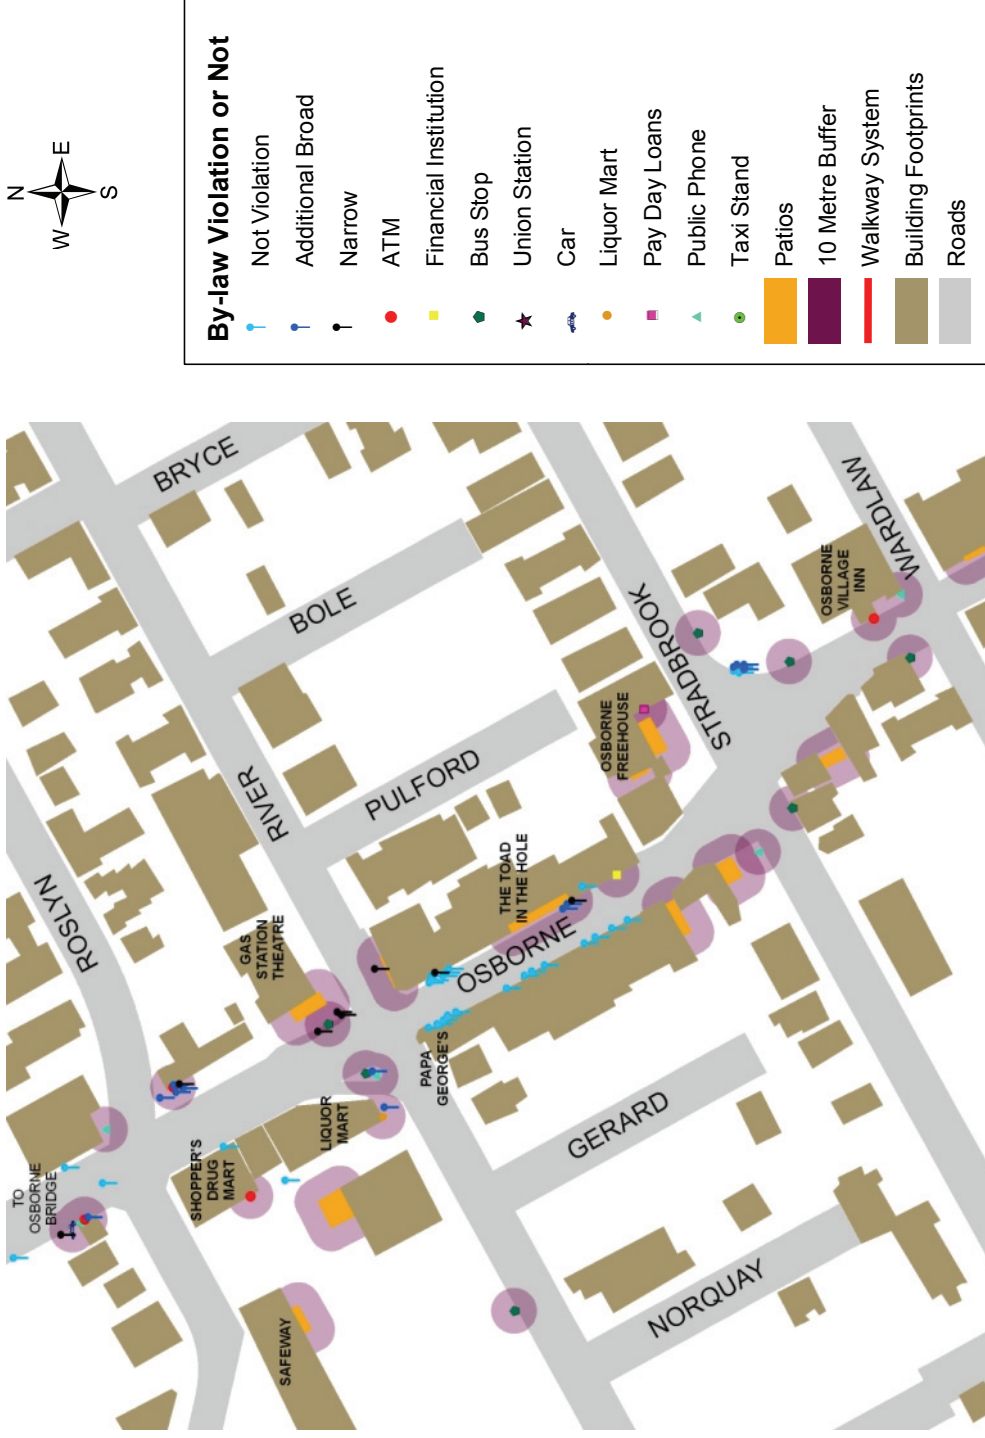 N
W
E
S
By-law Violation or Not
Not Violation
Additional Broad
Narrow
ATM
Financial Institution
Bus Stop
Union Station
Car
Liquor Mart
Pay Day Loans
Public Phone
Taxi Stand
Patios
10 Metre Buffer
Walkway System
Building Footprints
Roads
BRYCE
BOLE
ROSLYN
RIVER
PULFORD
STRADBROOK
WARDLAW
OSBORNE
VILLAGE
INN
OSBORNE
FREEHOUSE
THE TOAD
IN THE HOLE
GAS
STATION
THEATRE
OSBORNE
PAPA
GEORGE'S
LIQUOR
MART
SHOPPER'S
DRUG
MART
TO
OSBORNE
BRIDGE
GERARD
NORQUAY
SAFEWAY